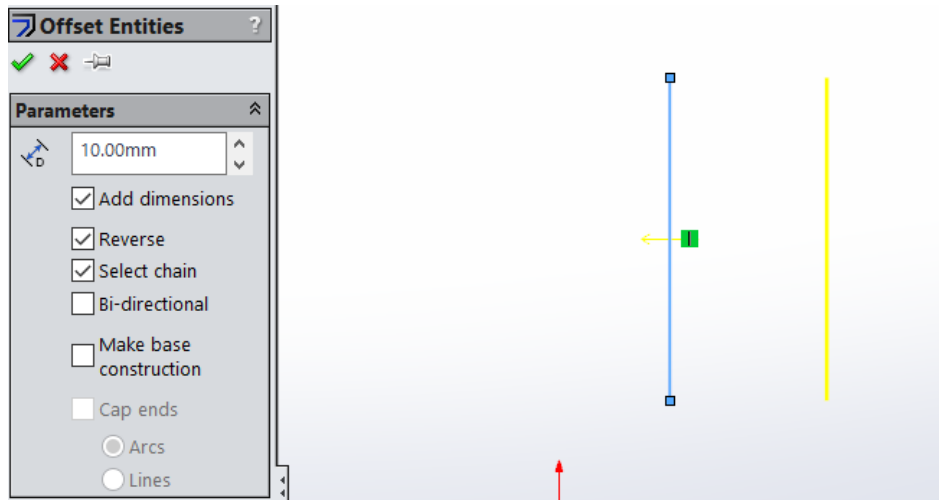 Offset Entities ?
Parameters
D
10.00mm
Add dimensions
Reverse
Select chain
Bi-directional
Make base
construction
Cap ends
Arcs
Lines